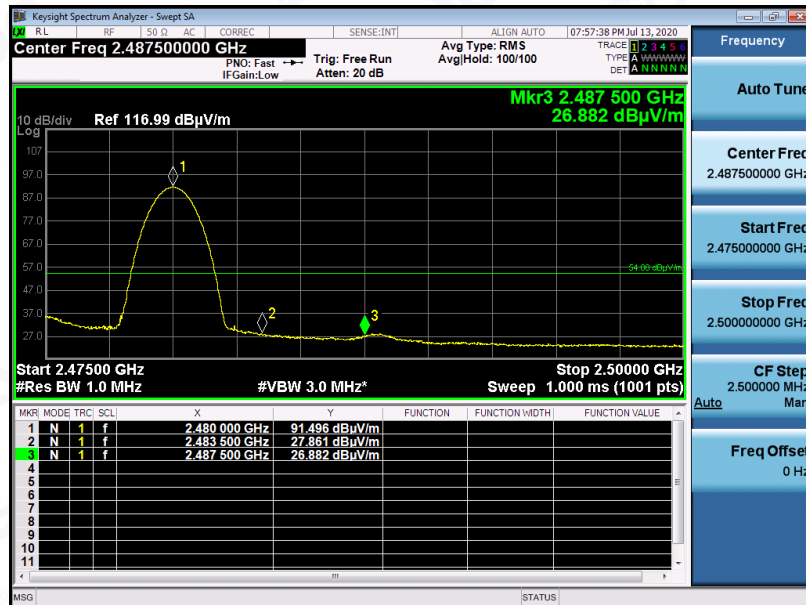 Keysight Spectrum Analyzer - Swept SA
LXI RL RF 50 Ω AC CORREC SENSE:INT ALIGN AUTO 07:57:38 PM Jul 13, 2020
Center Freq 2.487500000 GHz
PNO: Fast
IFGain:Low
Trig: Free Run
Atten: 20 dB
Avg Type: RMS
Avg|Hold: 100/100
TRACE 1 2 3 4 5 6
TYPE A WWWWW
DET A N N N N N
Frequency
Mkr3 2.487 500 GHz
26.882 dBµV/m
10 dB/div Ref 116.99 dBµV/m
Log
107
97.0
87.0
77.0
67.0
57.0
47.0
37.0
27.0
1
2
3
54.00 dBµV/m
Start 2.47500 GHz Stop 2.50000 GHz
#Res BW 1.0 MHz #VBW 3.0 MHz* Sweep 1.000 ms (1001 pts)
MKR MODE TRC SCL X Y FUNCTION FUNCTION WIDTH FUNCTION VALUE
1 N 1 f 2.480 000 GHz 91.496 dBµV/m
2 N 1 f 2.483 500 GHz 27.861 dBµV/m
3 N 1 f 2.487 500 GHz 26.882 dBµV/m
4
5
6
7
8
9
10
11
MSG STATUS
Auto Tune
Center Freq
2.487500000 GHz
Start Freq
2.475000000 GHz
Stop Freq
2.500000000 GHz
CF Step
2.500000 MHz
Auto Man
Freq Offset
0 Hz